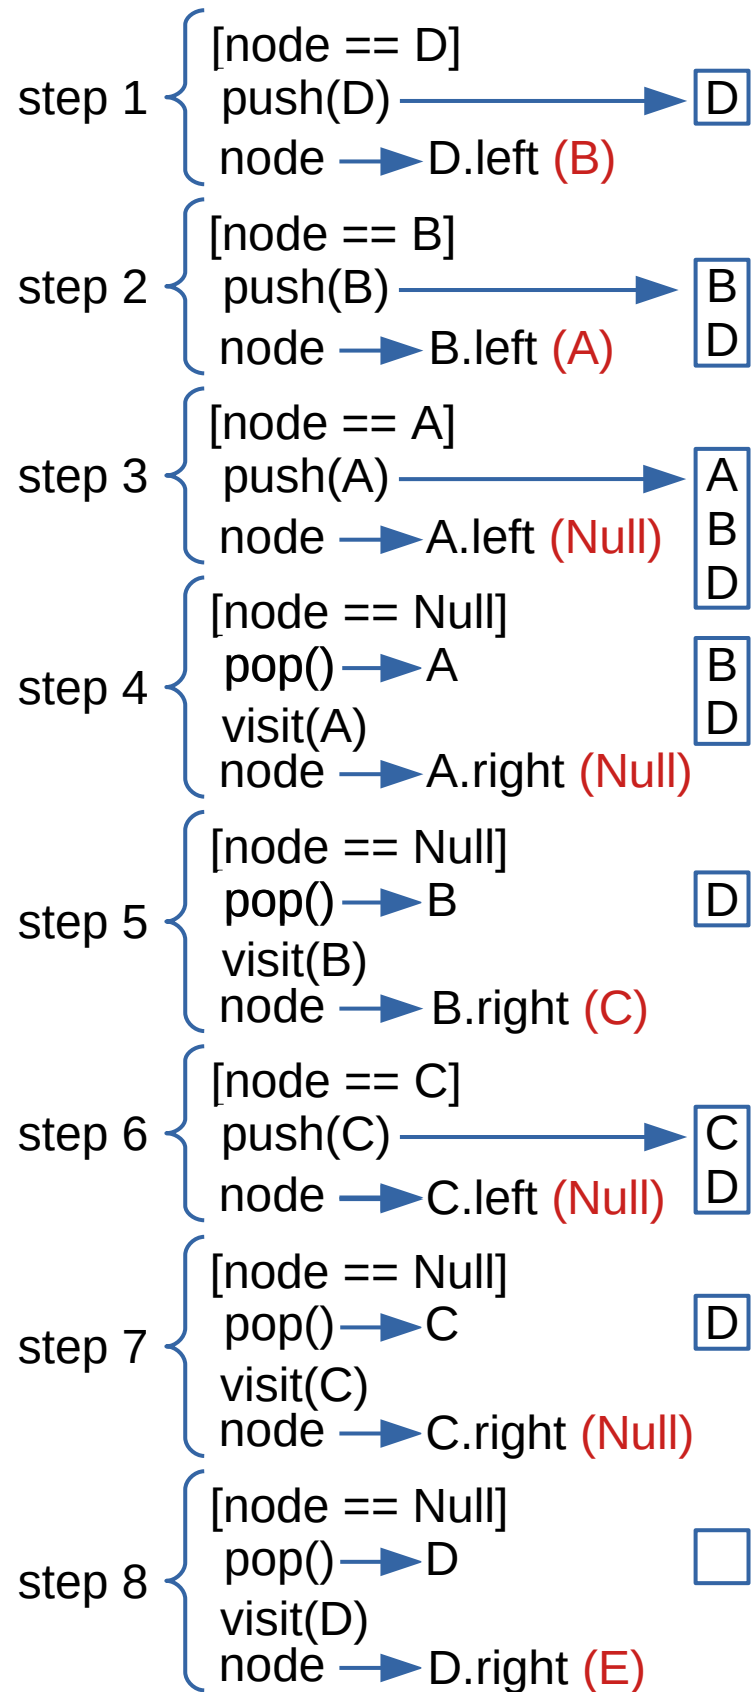 [node == D]
step 1 push(D) D
node D.left (B)
[node == B]
step 2 push(B) B
node B.left (A) D
[node == A]
step 3 push(A) A
B
node A.left (Null)
D
[node == Null]
pop() A B
step 4
visit(A) D
node A.right (Null)
[node == Null]
pop() B D
step 5
visit(B)
node B.right (C)
[node == C]
step 6 push(C) C
node C.left (Null) D
[node == Null]
pop() C D
step 7
visit(C)
node C.right (Null)
[node == Null]
pop() D
step 8
visit(D)
node D.right (E)